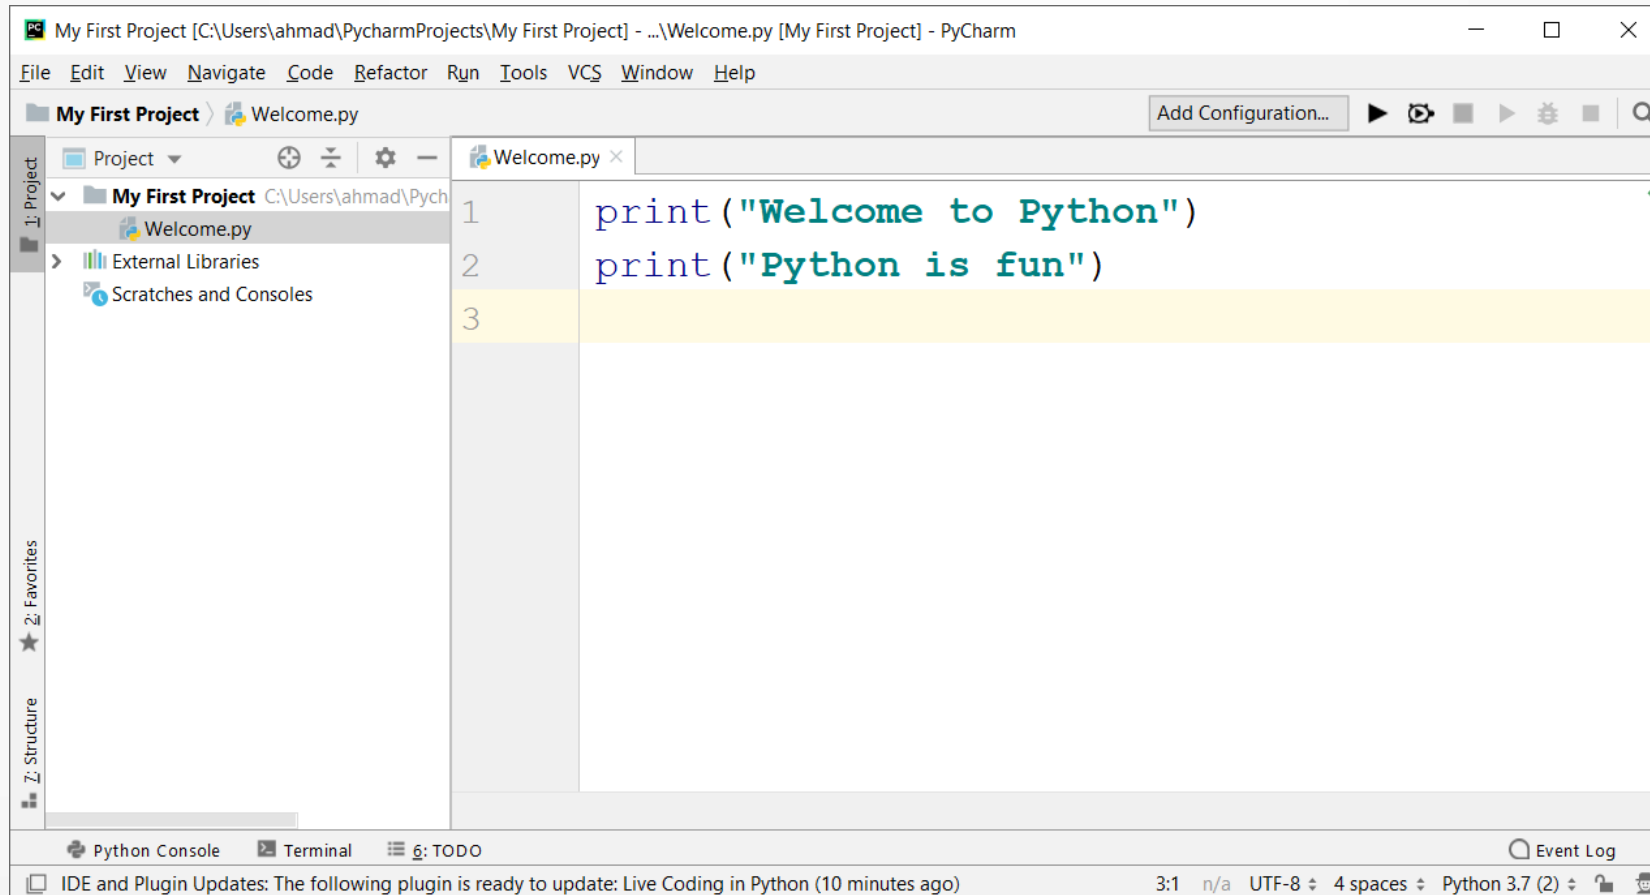 PC My First Project [C:\Users\ahmad\PycharmProjects\My First Project] - ...\Welcome.py [My First Project] - PyCharm
File Edit View Navigate Code Refactor Run Tools VCS Window Help
My First Project Welcome.py Add Configuration...
1: Project
Project
My First Project C:\Users\ahmad\Pych
Welcome.py
External Libraries
Scratches and Consoles
2: Favorites
7: Structure
Welcome.py
1 print("Welcome to Python")
2 print("Python is fun")
3
Python Console Terminal 6: TODO Event Log
IDE and Plugin Updates: The following plugin is ready to update: Live Coding in Python (10 minutes ago) 3:1 n/a UTF-8 4 spaces Python 3.7 (2)